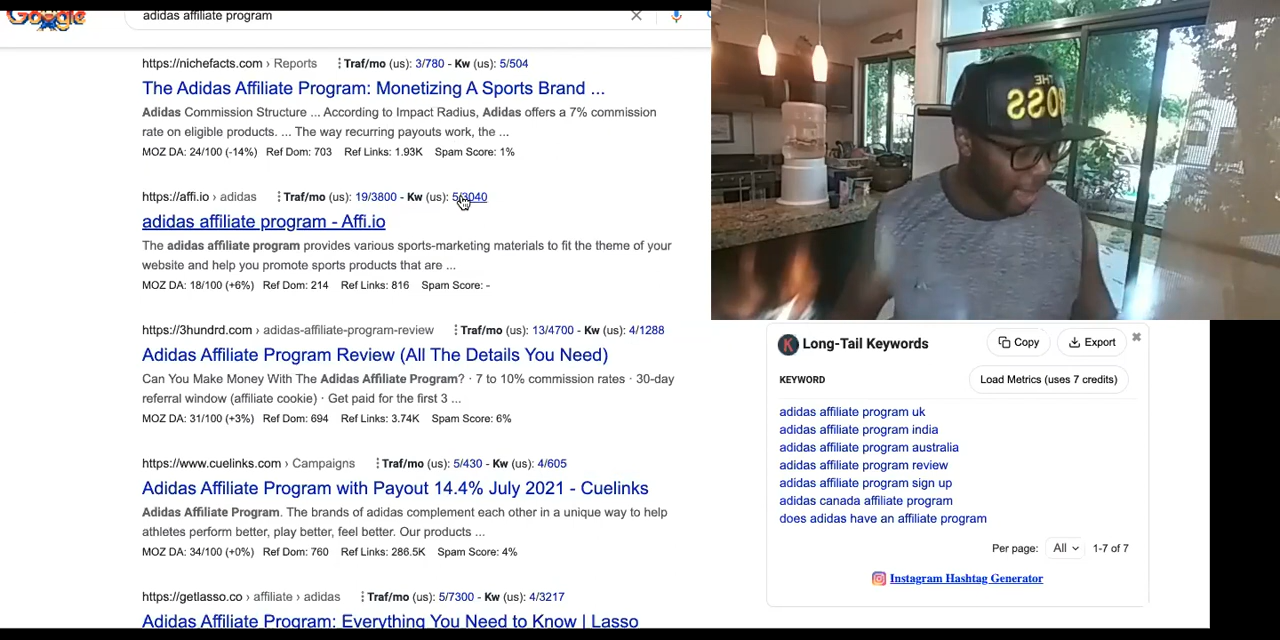 Google
adidas affiliate program
https://nichefacts.com › Reports Traf/mo (us): 3/780 - Kw (us): 5/504
The Adidas Affiliate Program: Monetizing A Sports Brand ...
Adidas Commission Structure ... According to Impact Radius, Adidas offers a 7% commission
rate on eligible products. ... The way recurring payouts work, the ...
MOZ DA: 24/100 (-14%) Ref Dom: 703 Ref Links: 1.93K Spam Score: 1%
https://affi.io › adidas Traf/mo (us): 19/3800 - Kw (us): 5/3040
adidas affiliate program - Affi.io
The adidas affiliate program provides various sports-marketing materials to fit the theme of your
website and help you promote sports products that are ...
MOZ DA: 18/100 (+6%) Ref Dom: 214 Ref Links: 816 Spam Score: -
https://3hundrd.com › adidas-affiliate-program-review Traf/mo (us): 13/4700 - Kw (us): 4/1288
Adidas Affiliate Program Review (All The Details You Need)
Can You Make Money With The Adidas Affiliate Program? · 7 to 10% commission rates · 30-day
referral window (affiliate cookie) · Get paid for the first 3 ...
MOZ DA: 31/100 (+3%) Ref Dom: 694 Ref Links: 3.74K Spam Score: 6%
https://www.cuelinks.com › Campaigns Traf/mo (us): 5/430 - Kw (us): 4/605
Adidas Affiliate Program with Payout 14.4% July 2021 - Cuelinks
Adidas Affiliate Program. The brands of adidas complement each other in a unique way to help
athletes perform better, play better, feel better. Our products ...
MOZ DA: 34/100 (+0%) Ref Dom: 760 Ref Links: 286.5K Spam Score: 4%
https://getlasso.co › affiliate › adidas Traf/mo (us): 5/7300 - Kw (us): 4/3217
Adidas Affiliate Program: Everything You Need to Know | Lasso
THE
BOSS
K Long-Tail Keywords Copy Export
KEYWORD Load Metrics (uses 7 credits)
adidas affiliate program uk
adidas affiliate program india
adidas affiliate program australia
adidas affiliate program review
adidas affiliate program sign up
adidas canada affiliate program
does adidas have an affiliate program
Per page: All 1-7 of 7
Instagram Hashtag Generator